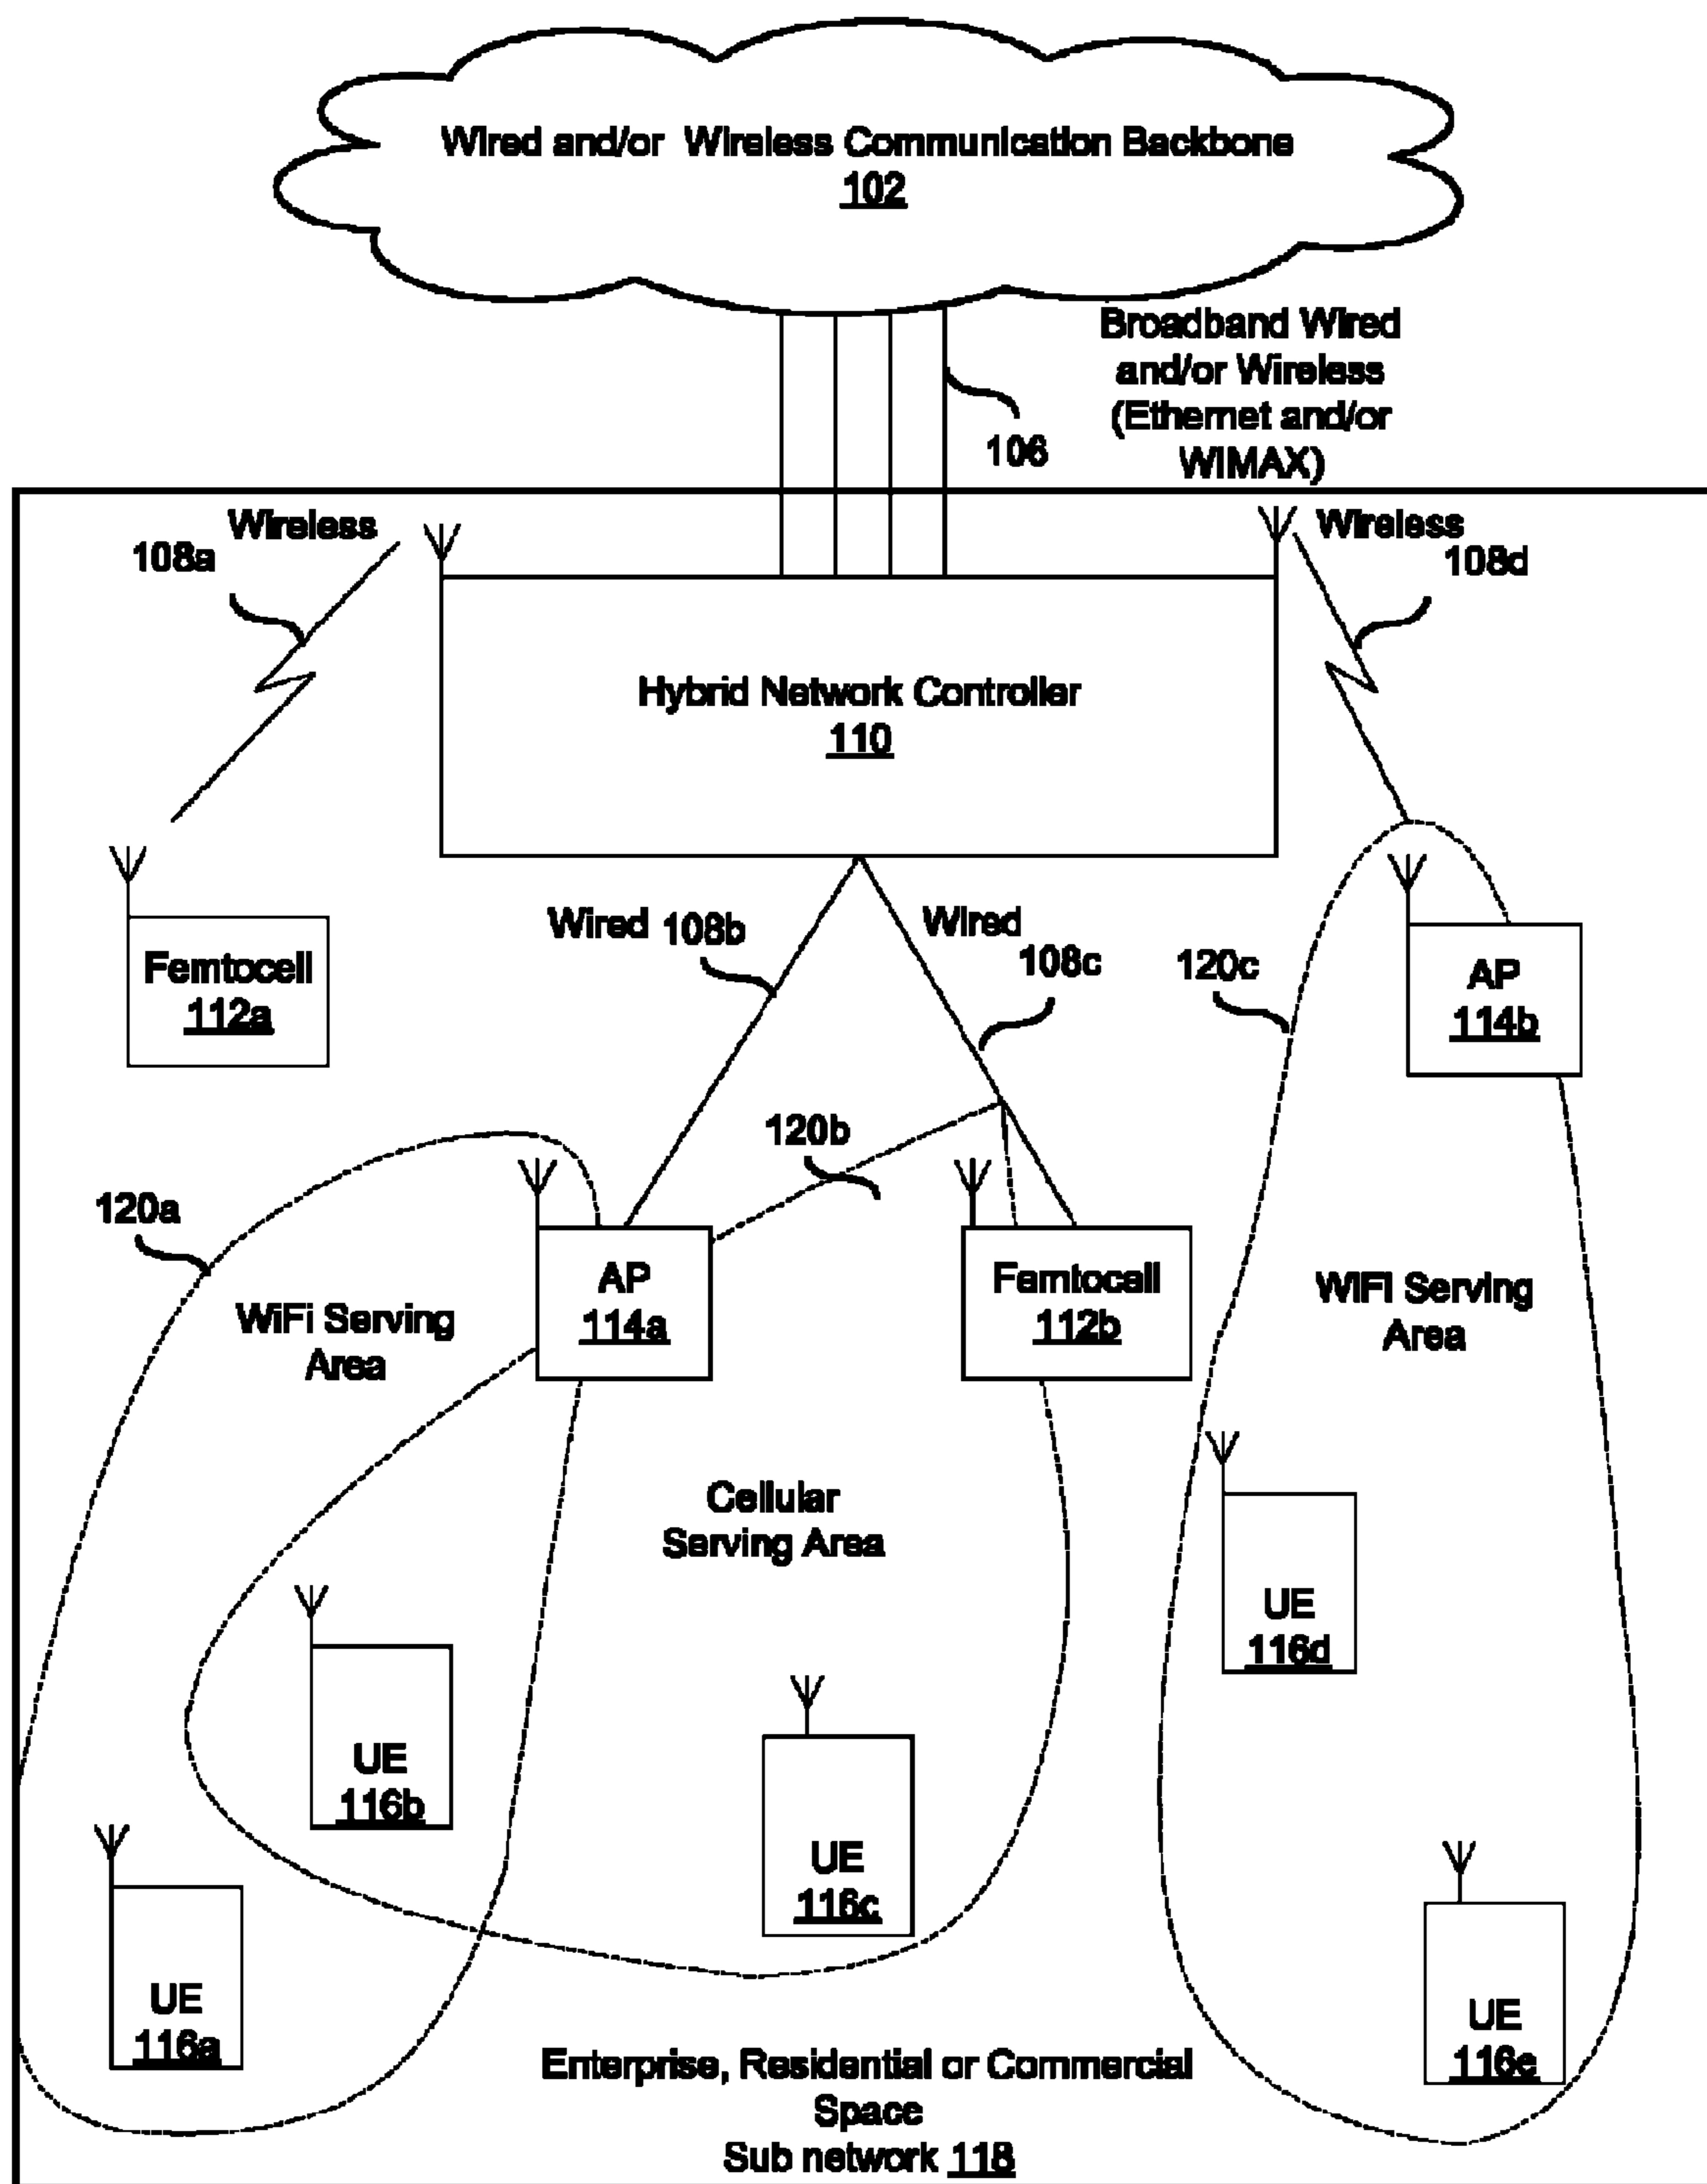 Wired and/or Wireless Communication Backbone
102
Broadband Wired
and/or Wireless
(Ethernet and/or
WIMAX)
106
Wireless
108a
Wireless
108d
Hybrid Network Controller
110
Wired 108b
Wired
108c
120c
Femtocell
112a
AP
114b
120b
120a
AP
114a
Femtocell
112b
WiFi Serving
Area
WIFI Serving
Area
Cellular
Serving Area
UE
116d
UE
116b
UE
116c
UE
116a
UE
116e
Enterprise, Residential or Commercial
Space
Sub network 118